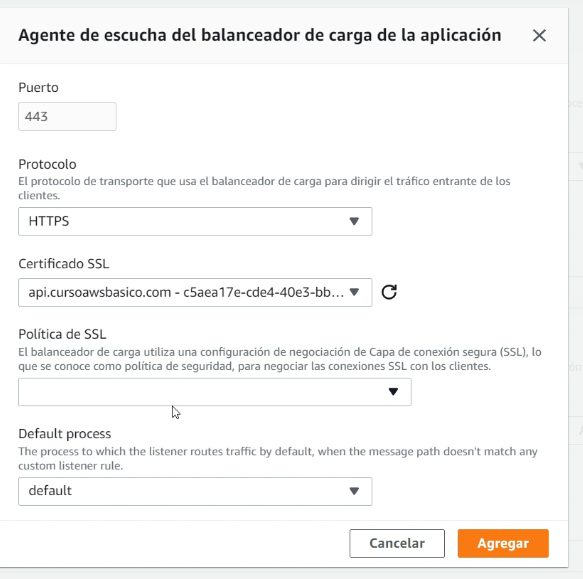 Agente de escucha del balanceador de carga de la aplicación
Puerto
443
Protocolo
El protocolo de transporte que usa el balanceador de carga para dirigir el tráfico entrante de los
clientes.
HTTPS
Certificado SSL
api.cursoawsbasico.com - c5aea17e-cde4-40e3-bb...
Política de SSL
El balanceador de carga utiliza una configuración de negociación de Capa de conexión segura (SSL), lo
que se conoce como política de seguridad, para negociar las conexiones SSL con los clientes.
Default process
The process to which the listener routes traffic by default, when the message path doesn't match any
custom listener rule.
default
Cancelar
Agregar